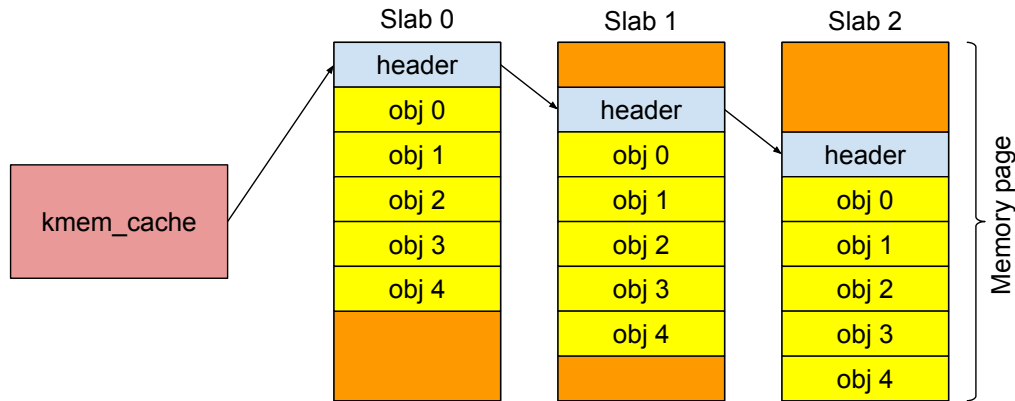 Slab 0
Slab 1
Slab 2
header
obj 0
obj 1
obj 2
obj 3
obj 4
header
obj 0
obj 1
obj 2
obj 3
obj 4
header
obj 0
obj 1
obj 2
obj 3
obj 4
kmem_cache
Memory page